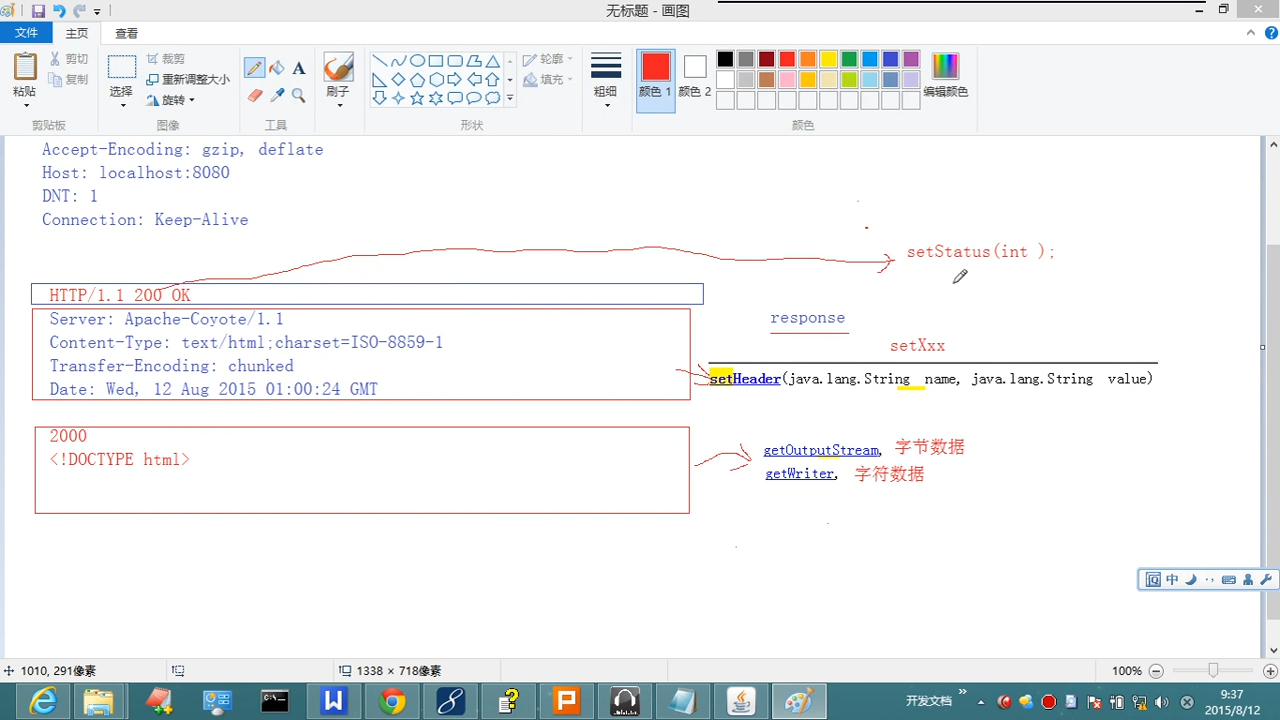 无标题 - 画图
文件 主页 查看
粘贴
剪切
复制
剪贴板
选择
裁剪
重新调整大小
旋转
图像
A
工具
刷子
形状
轮廓
填充
粗细
颜色 1
颜色 2
颜色
编辑颜色
Accept-Encoding: gzip, deflate
Host: localhost:8080
DNT: 1
Connection: Keep-Alive
setStatus(int );
HTTP/1.1 200 OK
Server: Apache-Coyote/1.1
Content-Type: text/html;charset=ISO-8859-1
Transfer-Encoding: chunked
Date: Wed, 12 Aug 2015 01:00:24 GMT
response
setXxx
setHeader(java.lang.String name, java.lang.String value)
2000
<!DOCTYPE html>
getOutputStream, 字节数据
getWriter, 字符数据
中
1010, 291像素
1338 × 718像素
100%
开发文档
9:37
2015/8/12